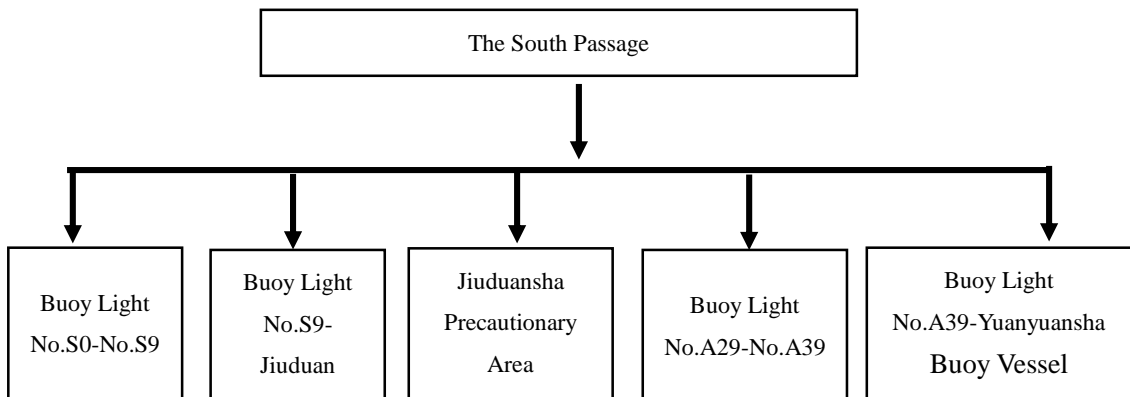 The South Passage
Buoy Light
No.S0-No.S9
Buoy Light
No.S9-
Jiuduan
Jiuduansha
Precautionary
Area
Buoy Light
No.A29-No.A39
Buoy Light
No.A39-Yuanyuansha
Buoy Vessel